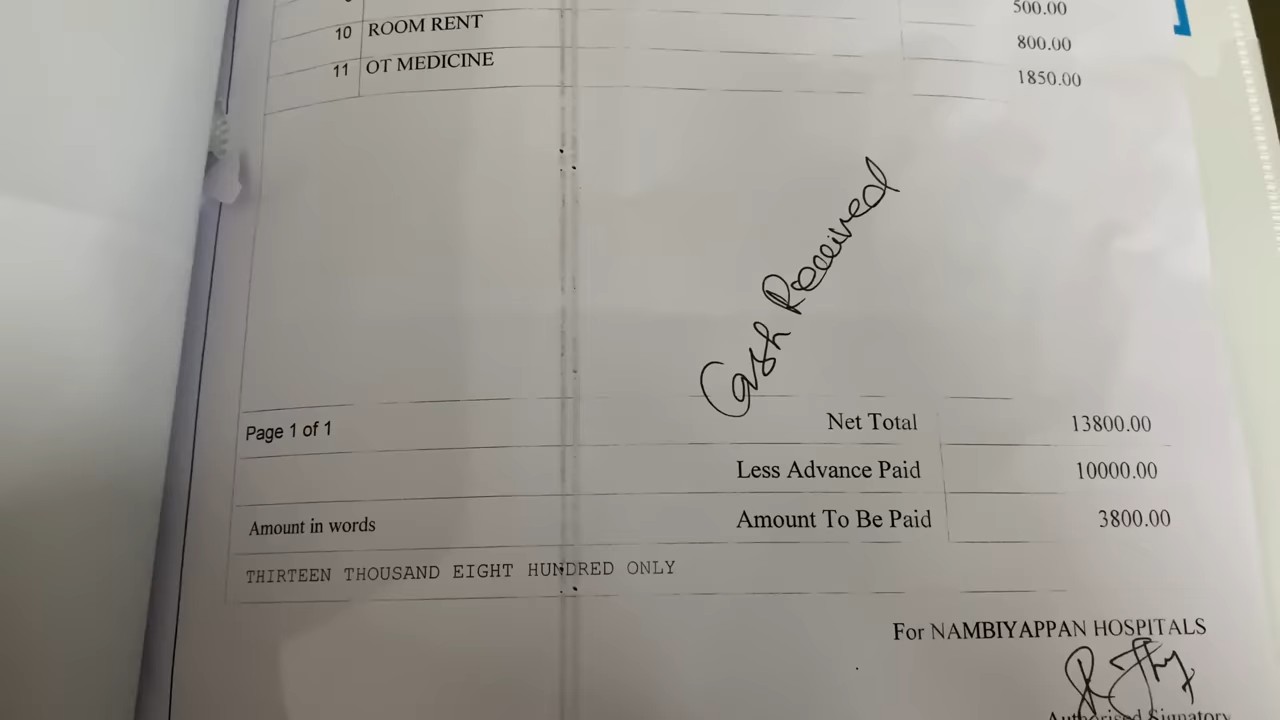 500.00
10 ROOM RENT 800.00
11 OT MEDICINE 1850.00
Cash Received
Page 1 of 1 Net Total 13800.00
Less Advance Paid 10000.00
Amount in words Amount To Be Paid 3800.00
THIRTEEN THOUSAND EIGHT HUNDRED ONLY
For NAMBIYAPPAN HOSPITALS
Authorised Signatory